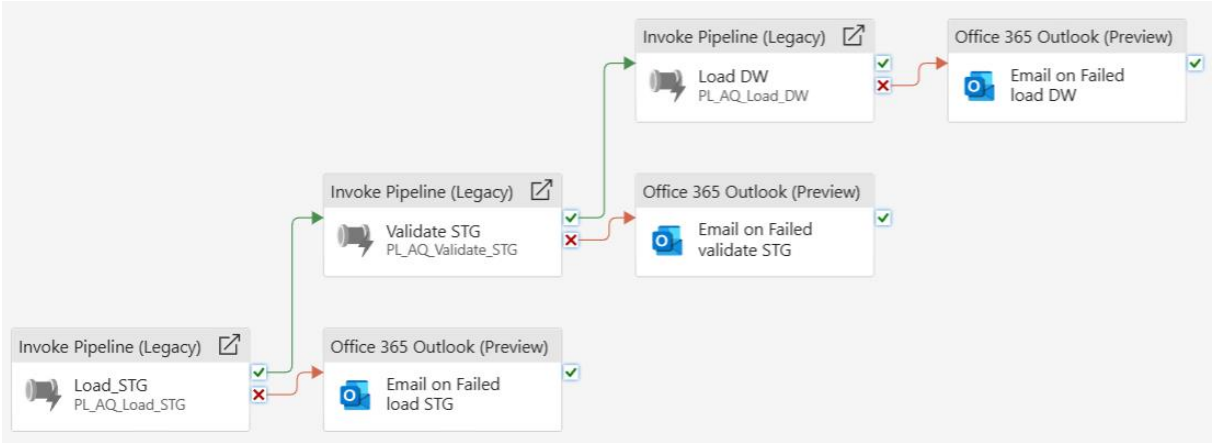 Invoke Pipeline (Legacy)
Load DW
PL_AQ_Load_DW
Office 365 Outlook (Preview)
Email on Failed
load DW
Invoke Pipeline (Legacy)
Validate STG
PL_AQ_Validate_STG
Office 365 Outlook (Preview)
Email on Failed
validate STG
Invoke Pipeline (Legacy)
Load_STG
PL_AQ_Load_STG
Office 365 Outlook (Preview)
Email on Failed
load STG